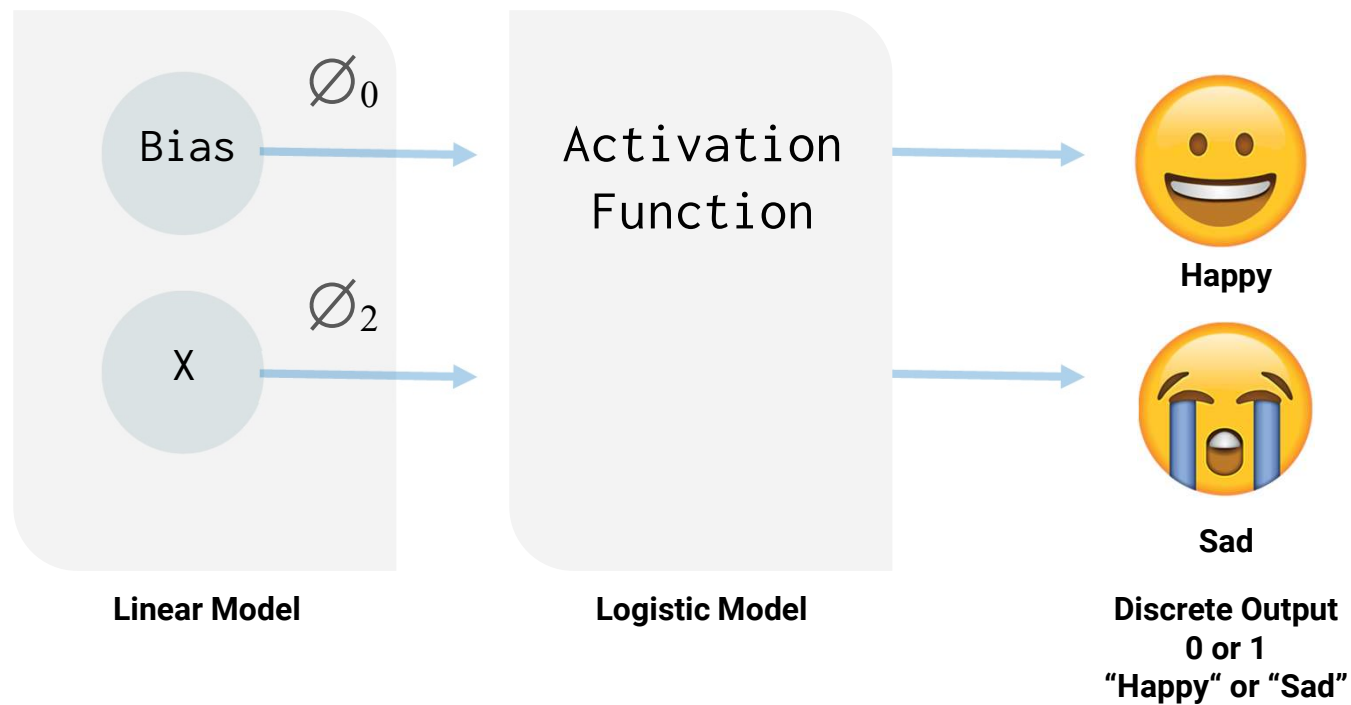 ∅0
Bias
Activation
Function
Happy
∅2
X
Sad
Linear Model
Logistic Model
Discrete Output
0 or 1
“Happy“ or “Sad”